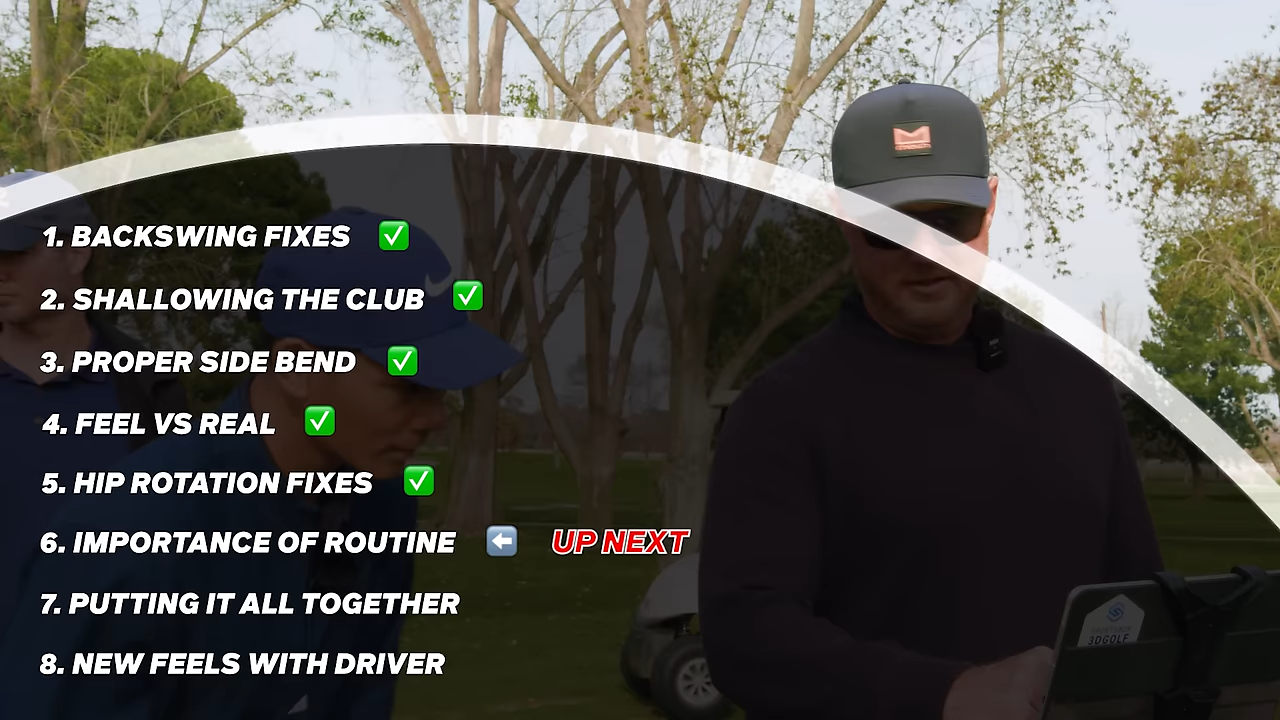 1. BACKSWING FIXES ✅
2. SHALLOWING THE CLUB ✅
3. PROPER SIDE BEND ✅
4. FEEL VS REAL ✅
5. HIP ROTATION FIXES ✅
6. IMPORTANCE OF ROUTINE ⬅️ UP NEXT
7. PUTTING IT ALL TOGETHER
8. NEW FEELS WITH DRIVER
3DGOLF